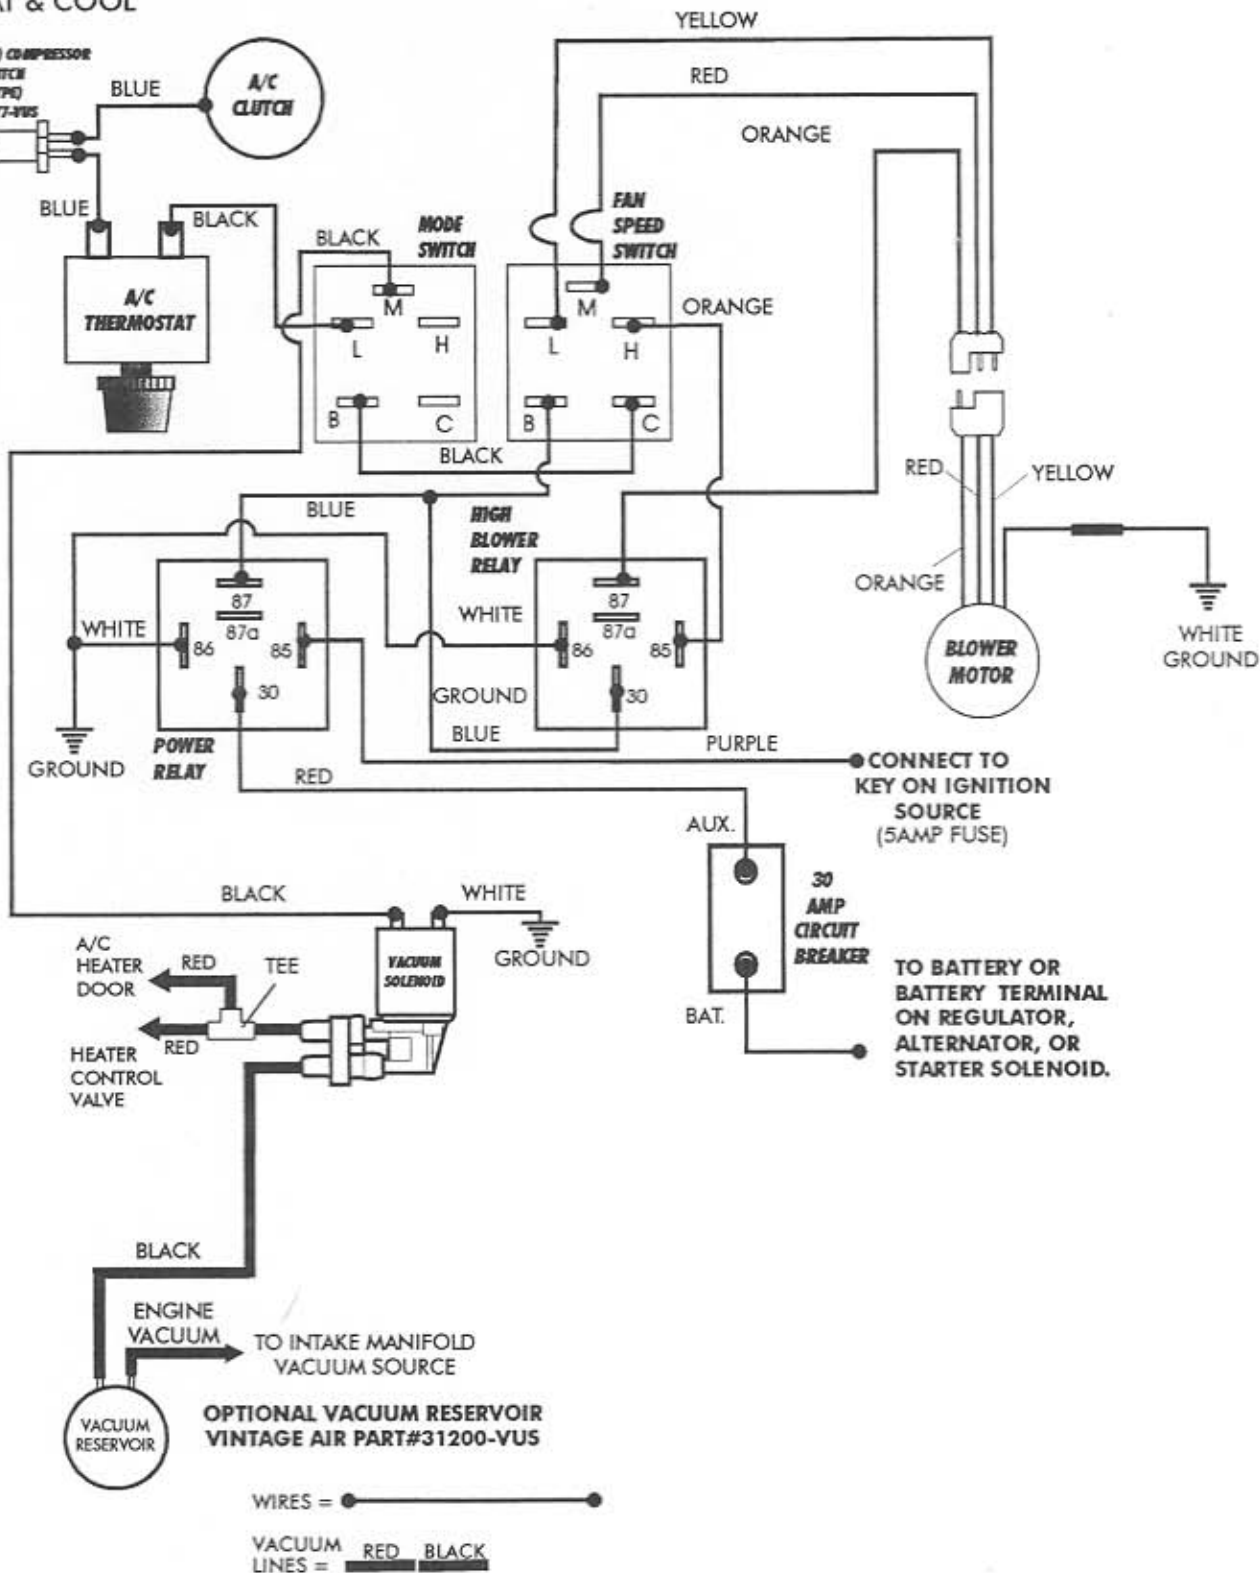 & COOL
COMPRESSOR
BLUE
A/C
CLUTCH
YELLOW
RED
ORANGE
BLUE
BLACK
BLACK
MODE
SWITCH
FAN
SPEED
SWITCH
A/C
THERMOSTAT
M
L
H
B
C
M
ORANGE
L
H
B
C
BLACK
RED
YELLOW
ORANGE
BLUE
HIGH
BLOWER
RELAY
87
87a
WHITE
86
85
30
WHITE
87
87a
86
85
30
GROUND
BLOWER
MOTOR
WHITE
GROUND
GROUND
POWER
RELAY
BLUE
PURPLE
CONNECT TO
KEY ON IGNITION
SOURCE
(5AMP FUSE)
RED
AUX.
30
AMP
CIRCUIT
BREAKER
BAT.
TO BATTERY OR
BATTERY TERMINAL
ON REGULATOR,
ALTERNATOR, OR
STARTER SOLENOID.
BLACK
WHITE
GROUND
VACUUM
SOLENOID
A/C
HEATER
DOOR
RED
TEE
RED
HEATER
CONTROL
VALVE
BLACK
ENGINE
VACUUM
TO INTAKE MANIFOLD
VACUUM SOURCE
VACUUM
RESERVOIR
OPTIONAL VACUUM RESERVOIR
VINTAGE AIR PART#31200-VUS
WIRES =
VACUUM
LINES =
RED BLACK